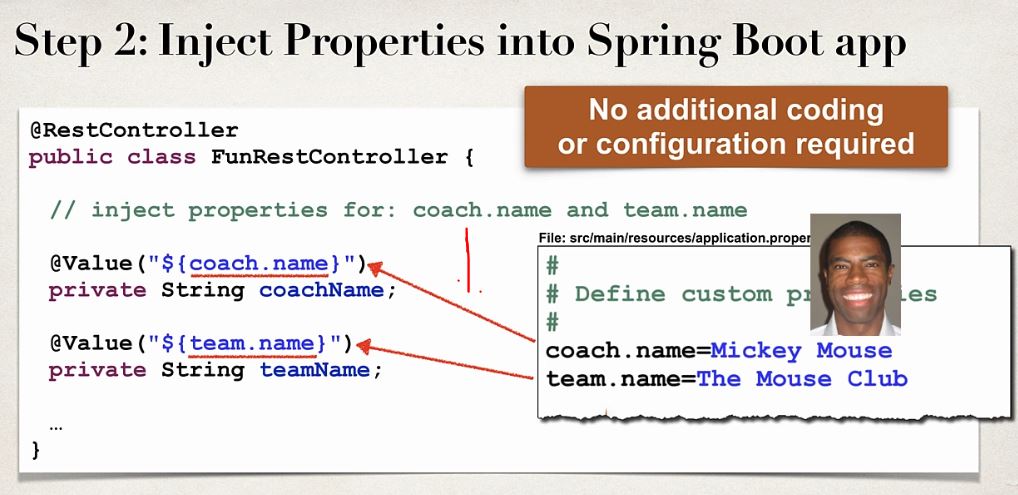 Step 2: Inject Properties into Spring Boot app
No additional coding
or configuration required
@RestController
public class FunRestController {
// inject properties for: coach.name and team.name
@Value("${coach.name}")
private String coachName;
@Value("${team.name}")
private String teamName;
…
}
File: src/main/resources/application.proper
#
# Define custom pr ies
#
coach.name=Mickey Mouse
team.name=The Mouse Club